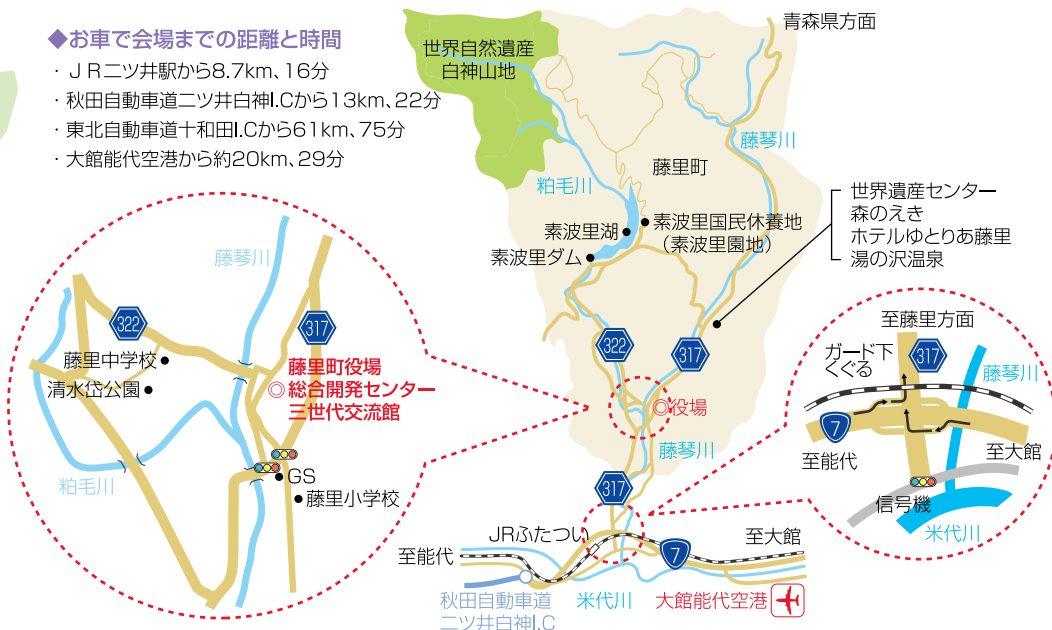 ◆お車で会場までの距離と時間
・ＪＲ二ツ井駅から8.7km、16分
・秋田自動車道二ツ井白神I.Cから13km、22分
・東北自動車道十和田I.Cから61km、75分
・大館能代空港から約20km、29分
世界自然遺産
白神山地
青森県方面
藤琴川
藤里町
粕毛川
素波里湖
素波里国民休養地
（素波里園地）
素波里ダム
世界遺産センター
森のえき
ホテルゆとりあ藤里
湯の沢温泉
322
317
役場
藤琴川
317
JRふたつい
至能代
7
至大館
秋田自動車道
二ツ井白神I.C
米代川
大館能代空港
藤琴川
322
317
藤里中学校
清水岱公園
藤里町役場
総合開発センター
三世代交流館
粕毛川
GS
藤里小学校
至藤里方面
ガード下
くぐる
317
藤琴川
7
至能代
至大館
信号機
米代川